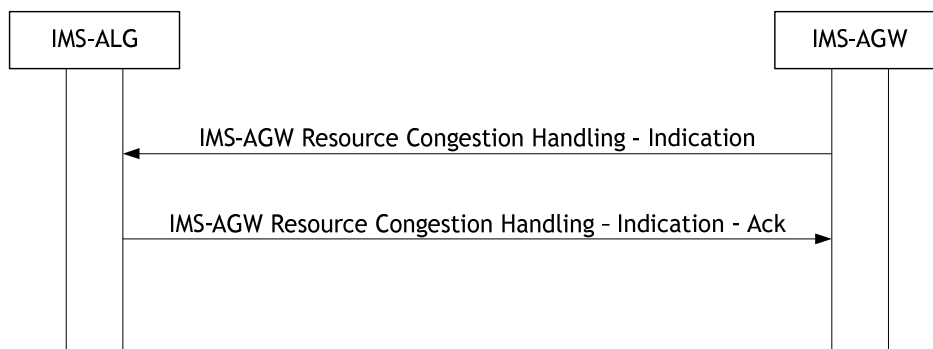 IMS-ALG
IMS-AGW
IMS-AGW Resource Congestion Handling - Indication
IMS-AGW Resource Congestion Handling – Indication - Ack